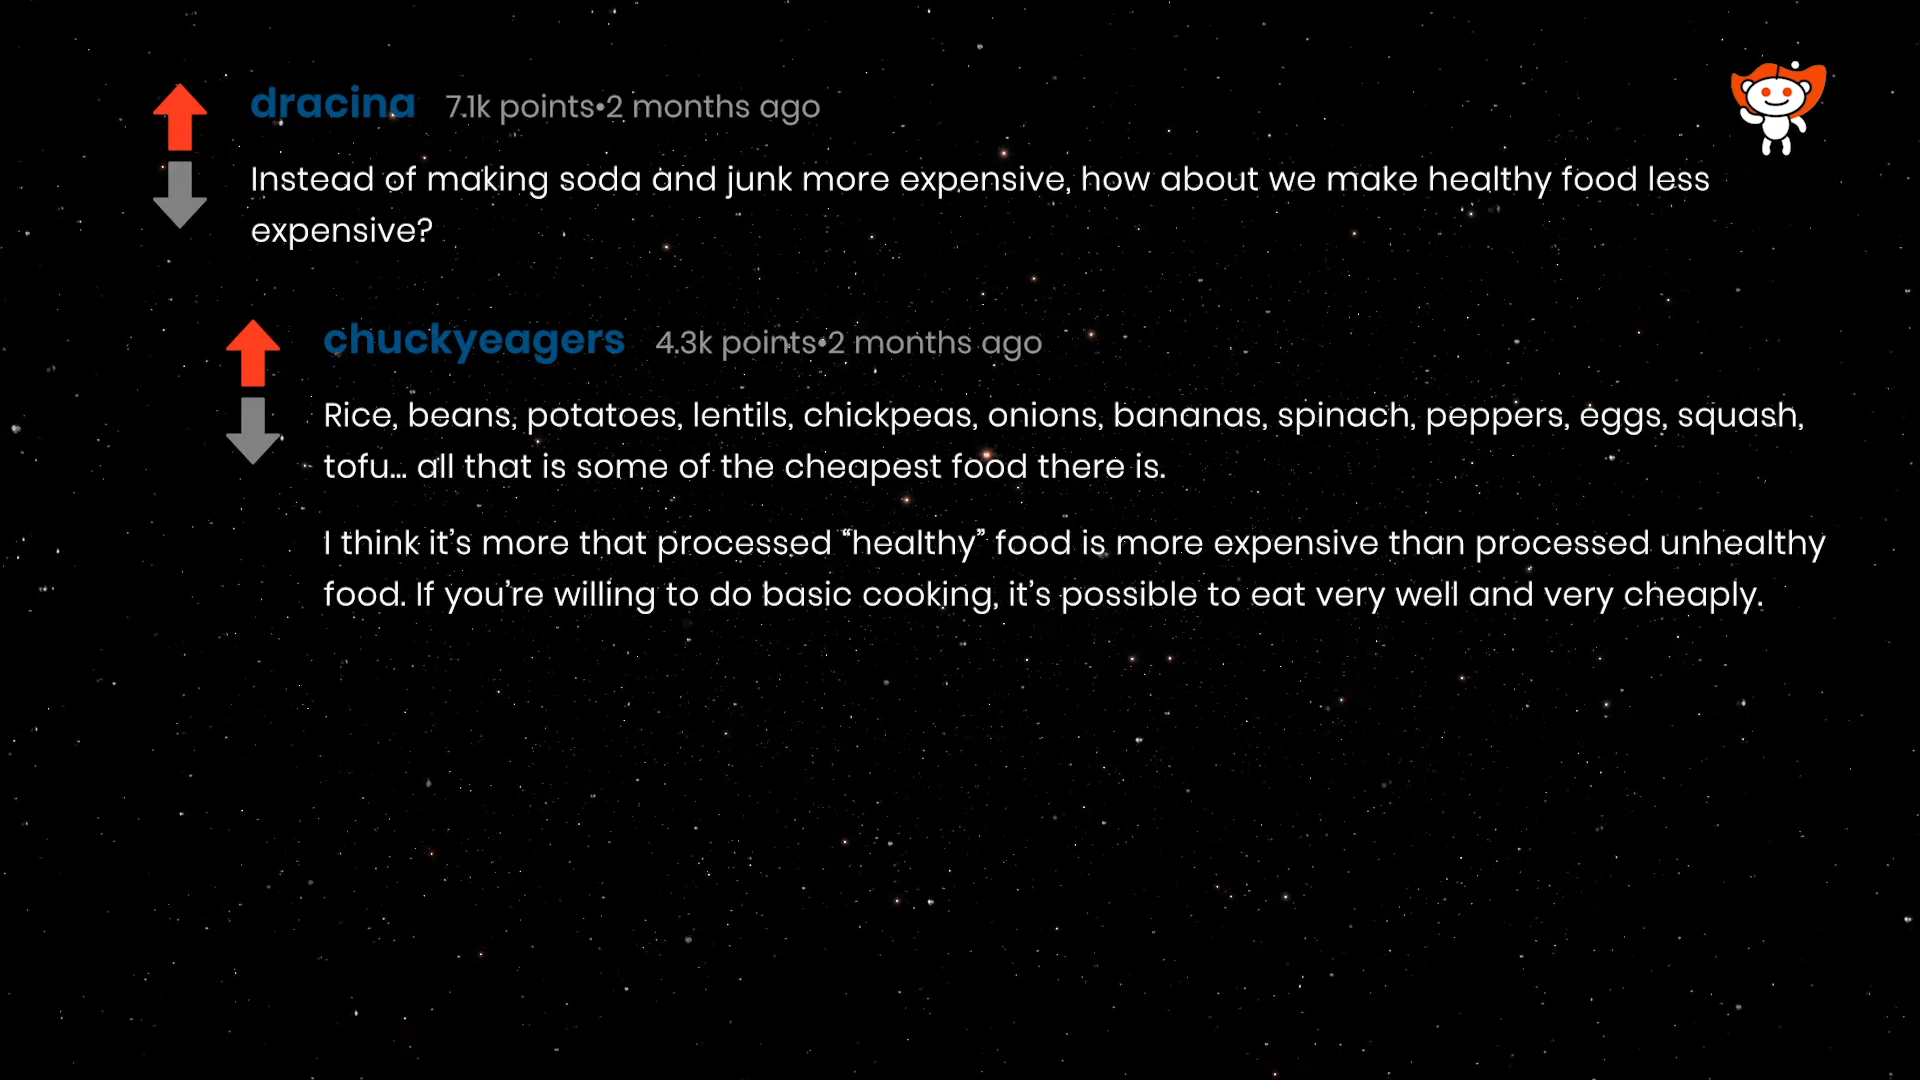 dracina 7.1k points•2 months ago
Instead of making soda and junk more expensive, how about we make healthy food less
expensive?
chuckyeagers 4.3k points•2 months ago
Rice, beans, potatoes, lentils, chickpeas, onions, bananas, spinach, peppers, eggs, squash,
tofu... all that is some of the cheapest food there is.
I think it’s more that processed “healthy” food is more expensive than processed unhealthy
food. If you’re willing to do basic cooking, it’s possible to eat very well and very cheaply.